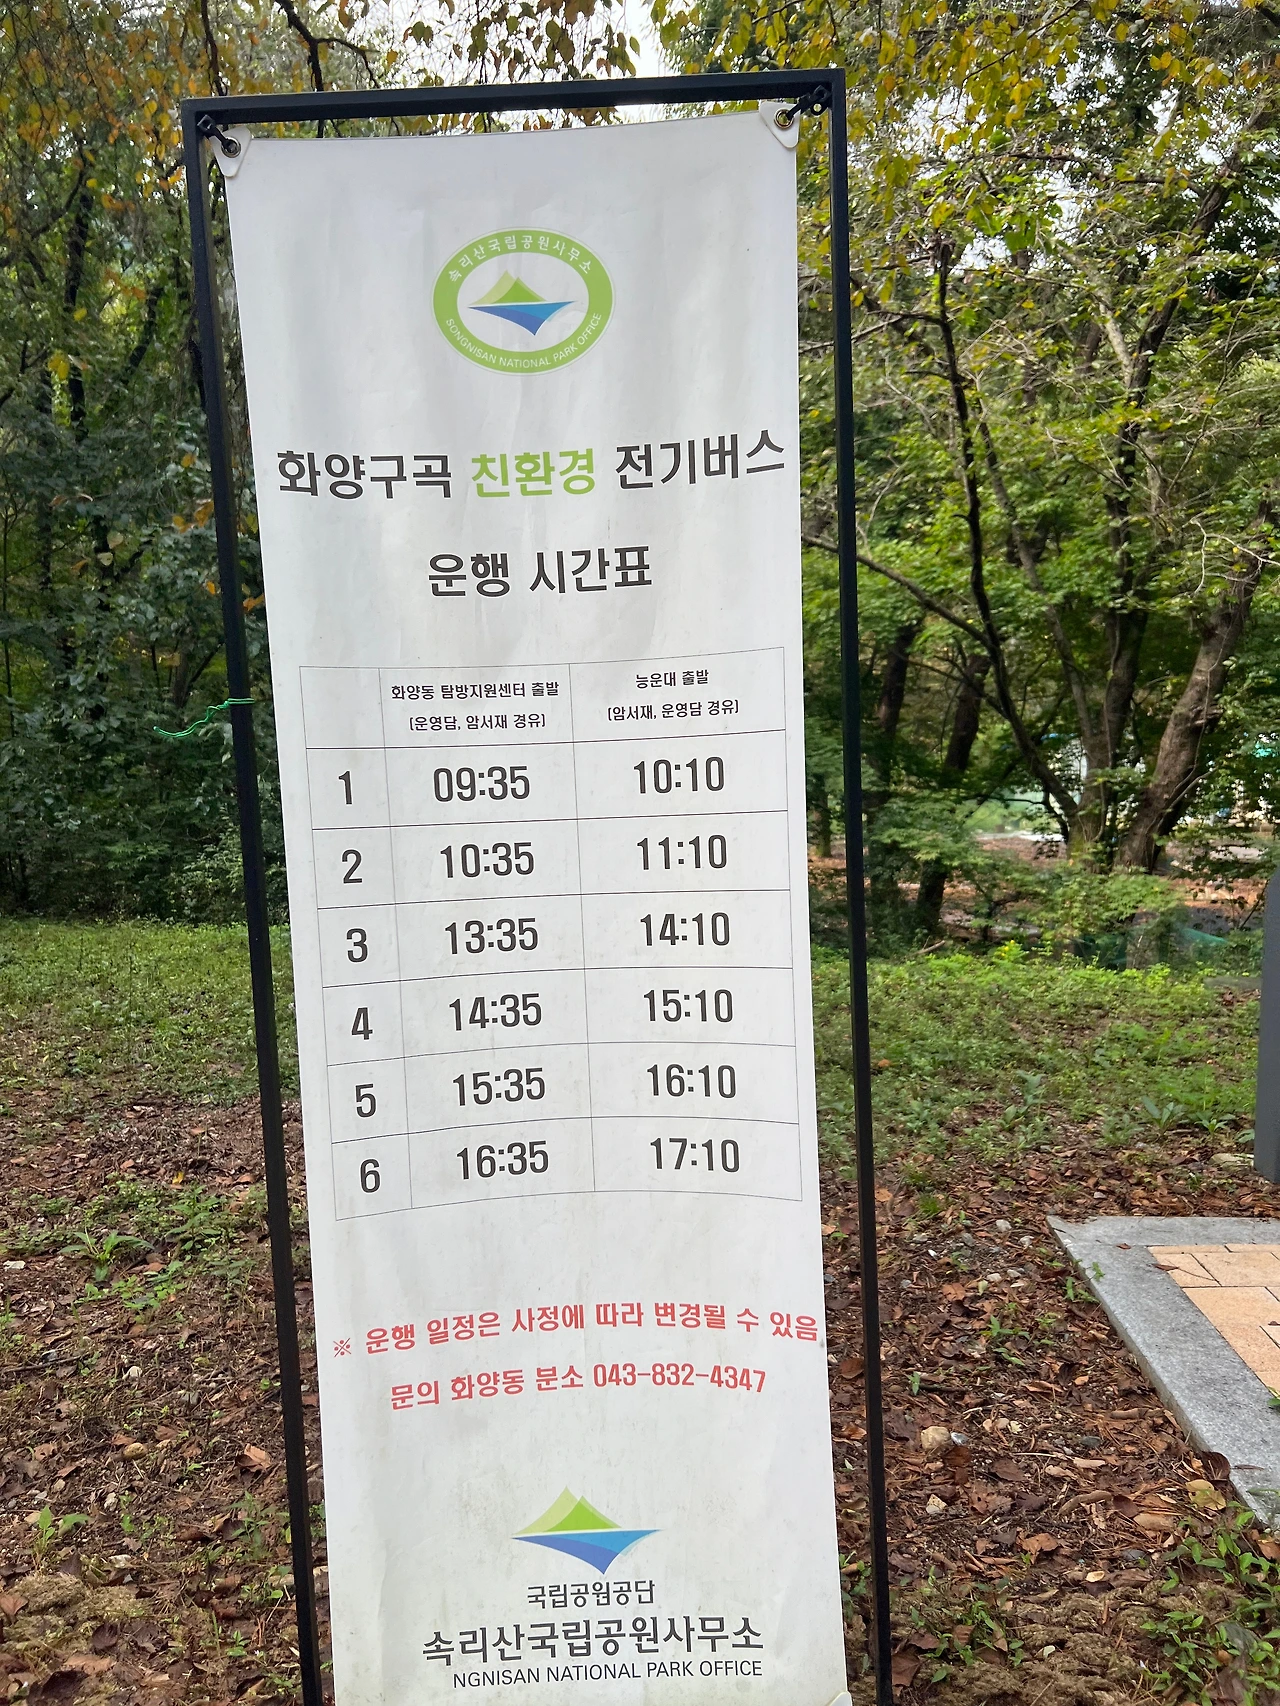 속리산국립공원사무소
SONGNISAN NATIONAL PARK OFFICE
화양구곡 친환경 전기버스
운행 시간표
화양동 탐방지원센터 출발 능운대 출발
(운영담, 암서재 경유) (암서재, 운영담 경유)
1 09:35 10:10
2 10:35 11:10
3 13:35 14:10
4 14:35 15:10
5 15:35 16:10
6 16:35 17:10
※ 운행 일정은 사정에 따라 변경될 수 있음
문의 화양동 분소 043-832-4347
국립공원공단
속리산국립공원사무소
NGNISAN NATIONAL PARK OFFICE